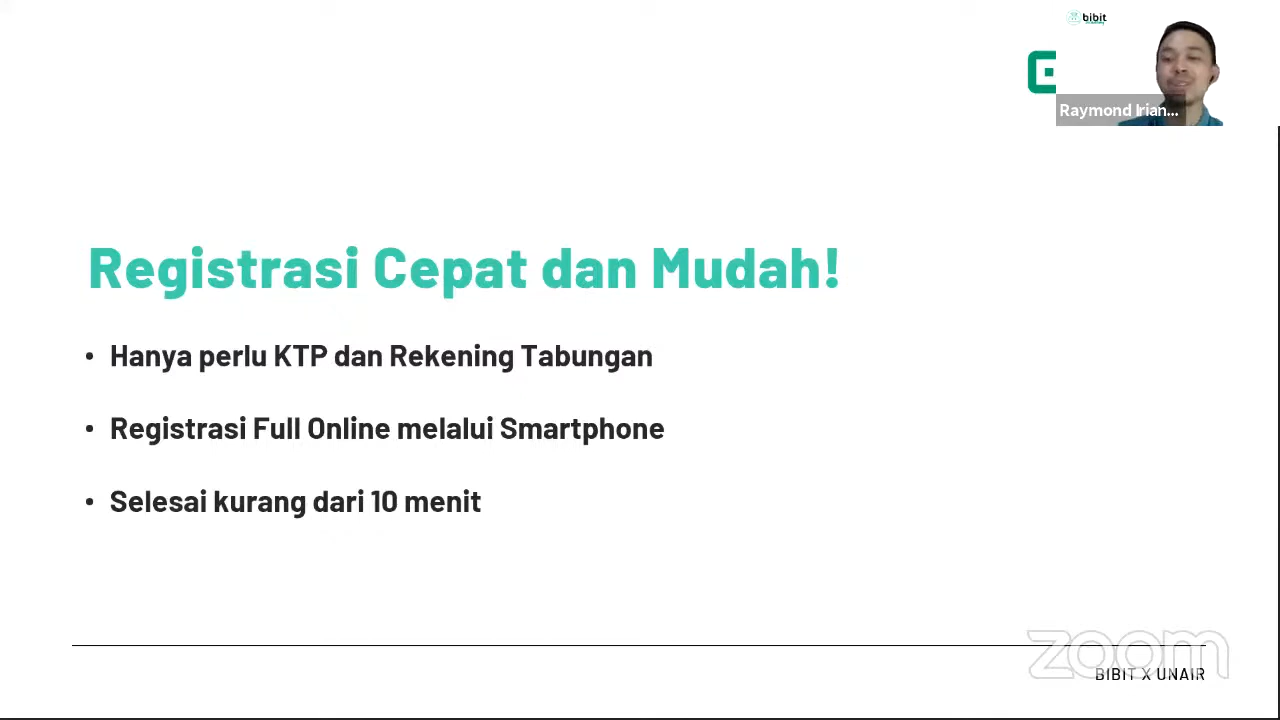 bibit
Raymond Irian...
Registrasi Cepat dan Mudah!
• Hanya perlu KTP dan Rekening Tabungan
• Registrasi Full Online melalui Smartphone
• Selesai kurang dari 10 menit
zoom
BIBIT X UNAIR